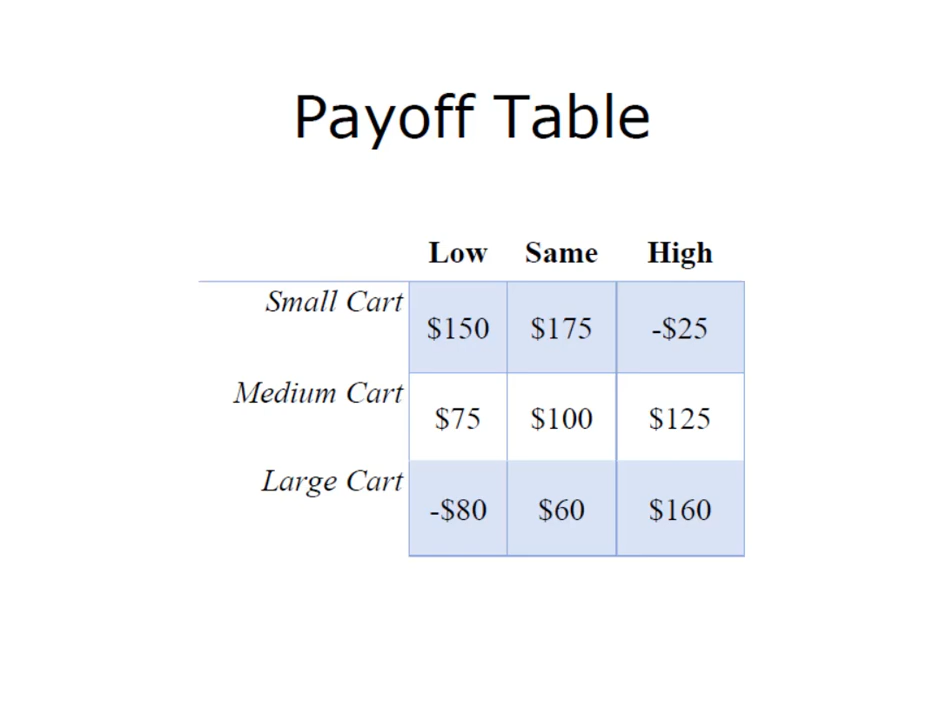 Payoff Table
Low Same High
Small Cart $150 $175 -$25
Medium Cart $75 $100 $125
Large Cart -$80 $60 $160